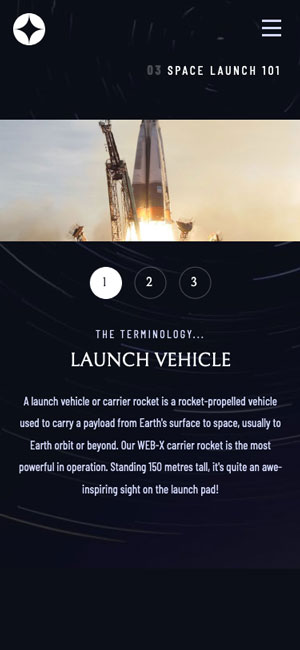 03 SPACE LAUNCH 101
1 2 3
THE TERMINOLOGY...
LAUNCH VEHICLE
A launch vehicle or carrier rocket is a rocket-propelled vehicle
used to carry a payload from Earth's surface to space, usually to
Earth orbit or beyond. Our WEB-X carrier rocket is the most
powerful in operation. Standing 150 metres tall, it's quite an awe-
inspiring sight on the launch pad!